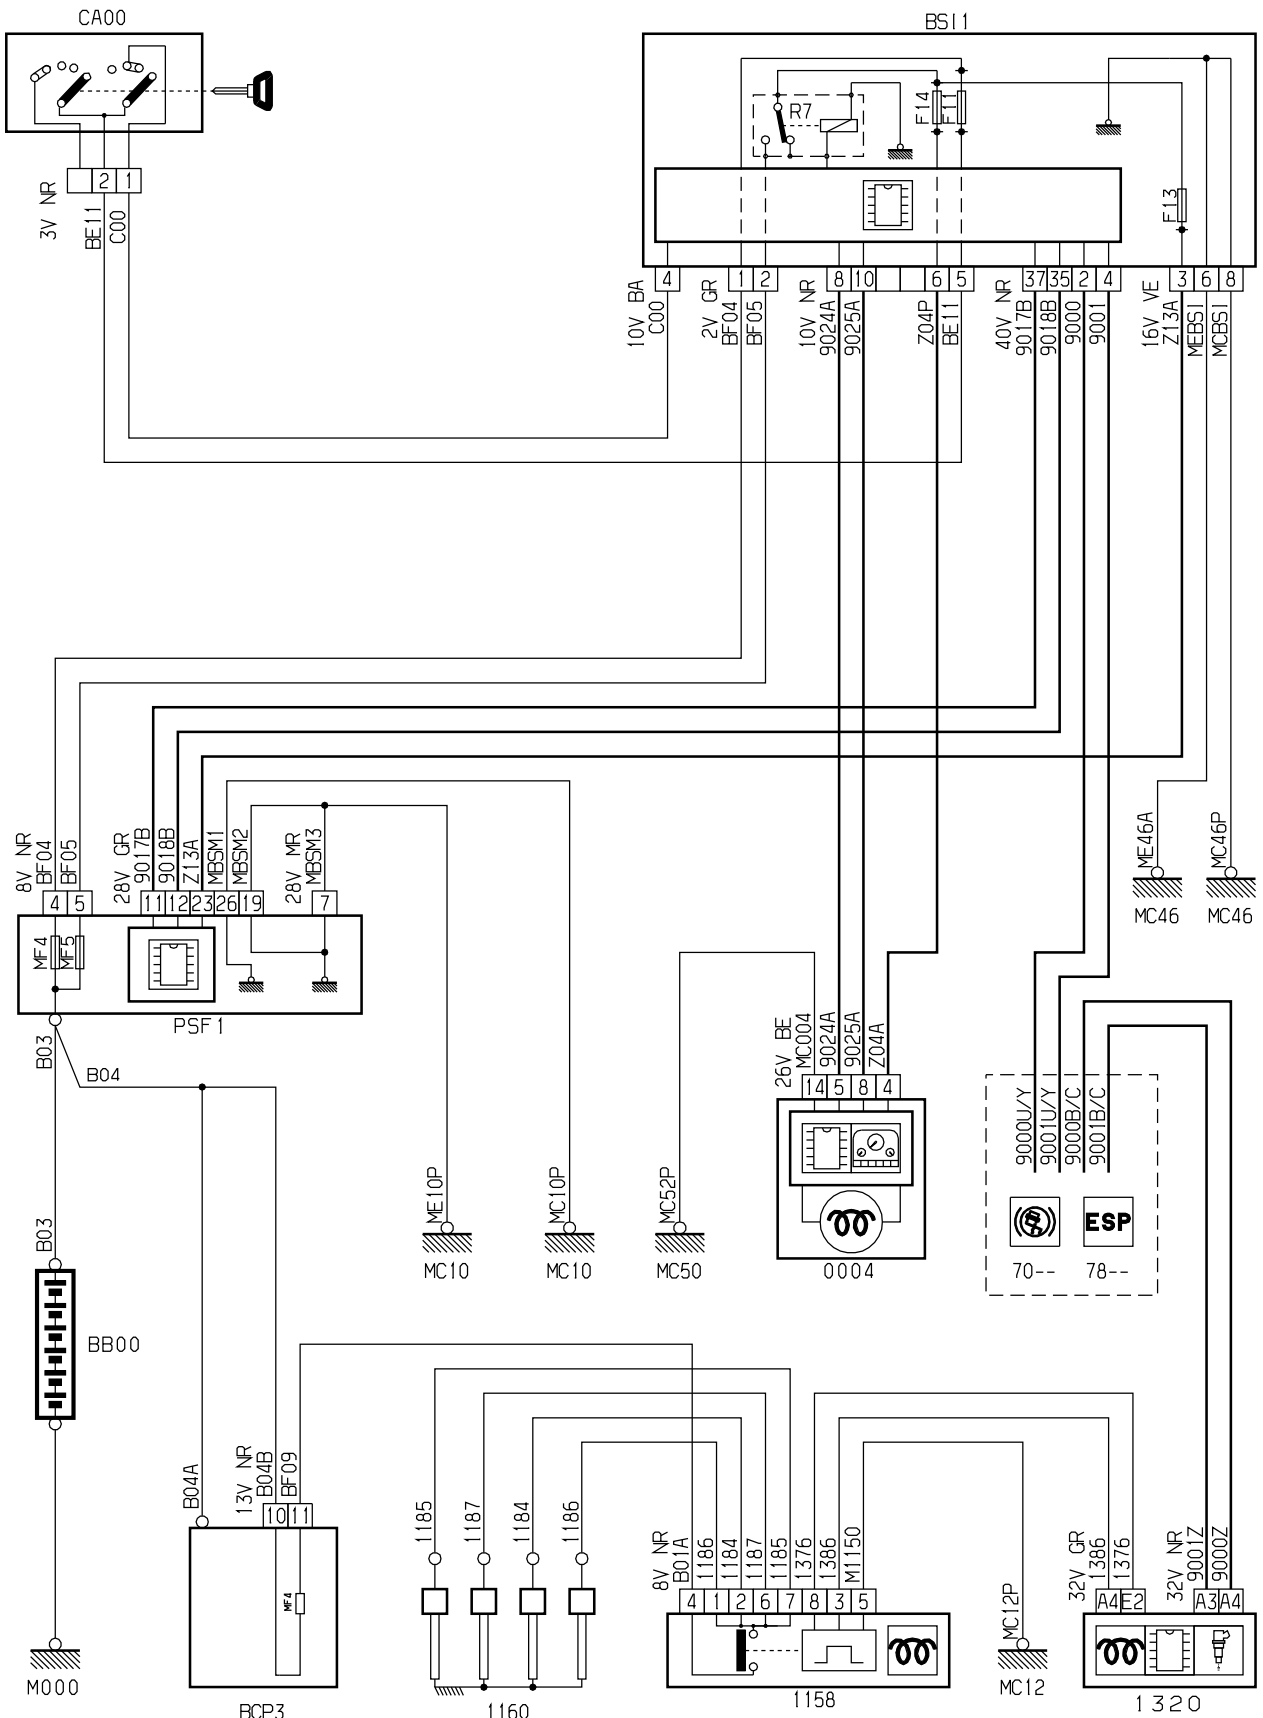 CA00
BSI1
R7
F14
F11
F13
2
1
3V NR
BE11
C00
4
1
2
8
10
6
5
37
35
2
4
3
6
8
10V BA
C00
2V GR
BF04
BF05
10V NR
9024A
9025A
Z04P
BE11
40V NR
9017B
9018B
9000
9001
16V VE
Z13A
MEBSI
MCBSI
8V NR
BF04
BF05
28V GR
9017B
9018B
Z13A
MBSM1
MBSM2
28V MR
MBSM3
ME46A
MC46P
4
5
11
12
23
26
19
7
MC46
MC46
MF4
MF5
PSF1
B03
B04
26V BE
MC004
9024A
9025A
Z04A
14
5
8
4
9000U/Y
9001U/Y
9000B/C
9001B/C
ME10P
MC10P
MC52P
B03
ESP
MC10
MC10
MC50
0004
70--
78--
BB00
B04A
13V NR
B04B
BF09
10
11
MF4
1185
1187
1184
1186
8V NR
B01A
1186
1184
1187
1185
1376
1386
M1150
MC12P
32V GR
1386
1376
32V NR
9001Z
9000Z
4
1
2
6
7
8
3
5
A4
E2
A3
A4
M000
BCP3
1160
1158
MC12
1320